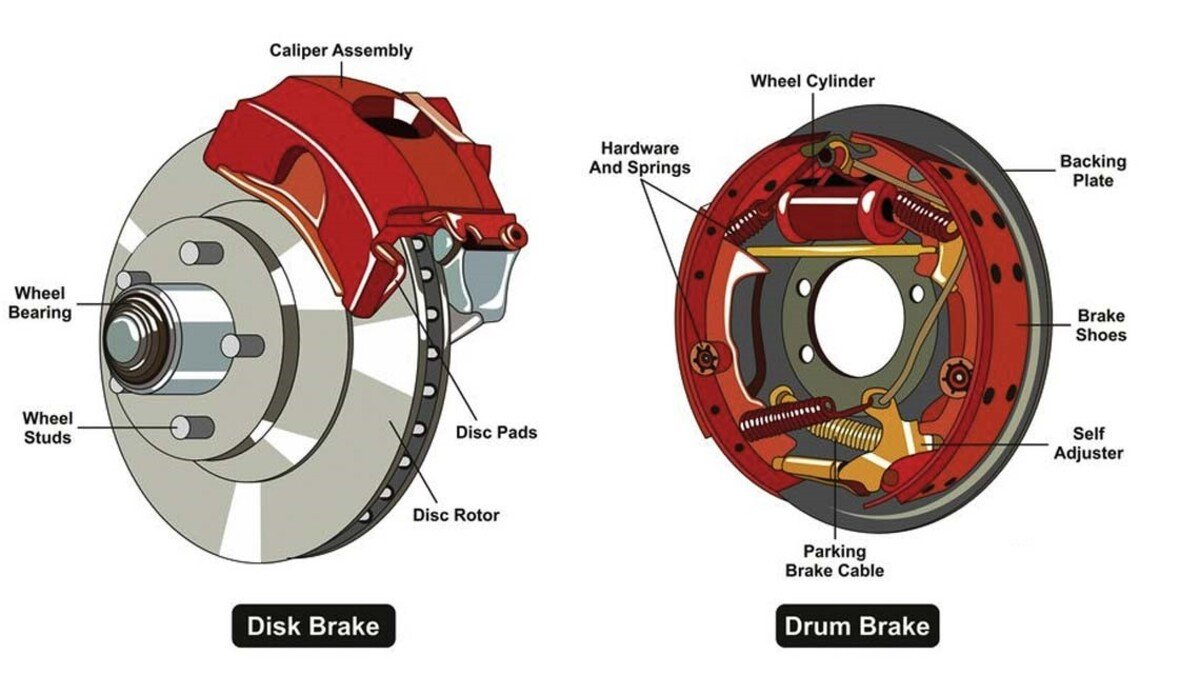 Caliper Assembly
Wheel
Bearing
Wheel
Studs
Disc Pads
Disc Rotor
Disk Brake
Wheel Cylinder
Hardware
And Springs
Backing
Plate
Brake
Shoes
Self
Adjuster
Parking
Brake Cable
Drum Brake